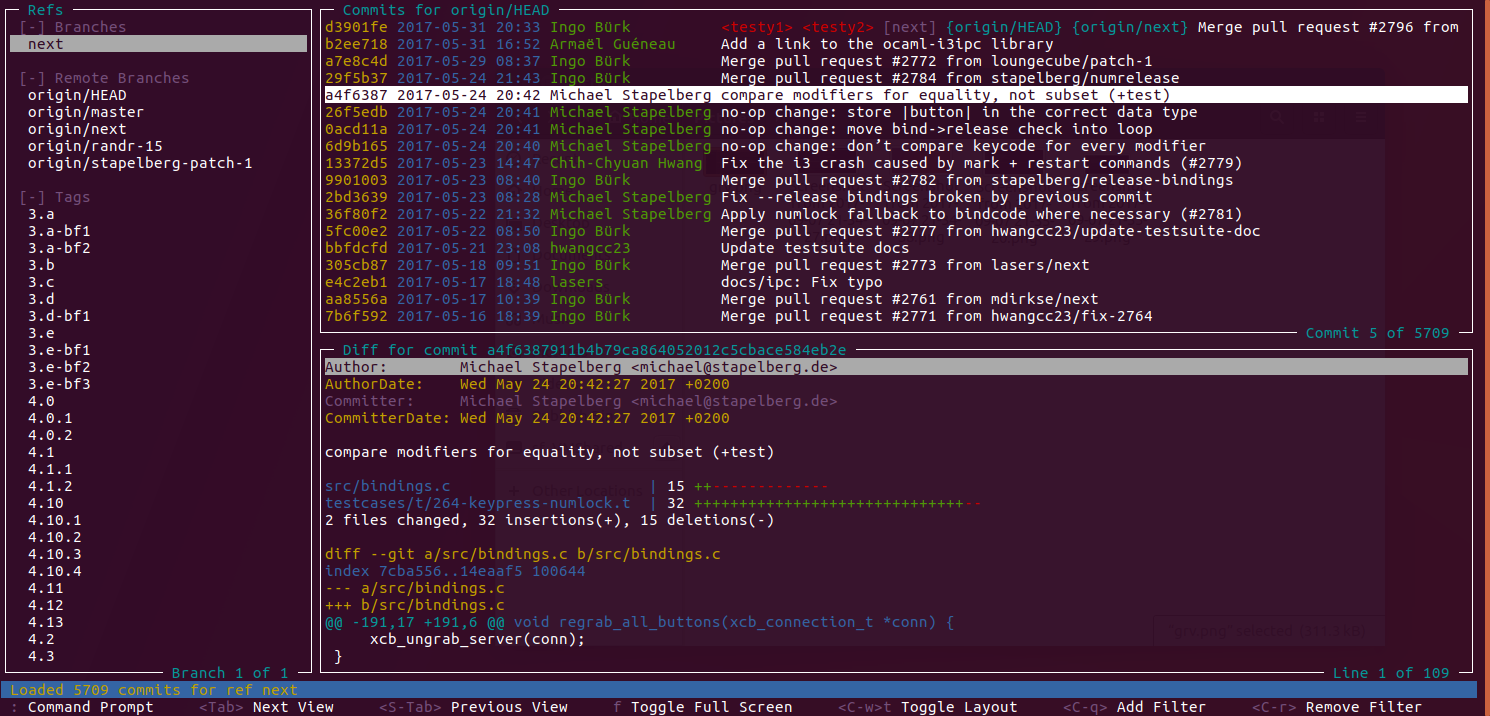 Refs
[-] Branches
next
[-] Remote Branches
origin/HEAD
origin/master
origin/next
origin/randr-15
origin/stapelberg-patch-1
[-] Tags
3.a
3.a-bf1
3.a-bf2
3.b
3.c
3.d
3.d-bf1
3.e
3.e-bf1
3.e-bf2
3.e-bf3
4.0
4.0.1
4.0.2
4.1
4.1.1
4.1.2
4.10
4.10.1
4.10.2
4.10.3
4.10.4
4.11
4.12
4.13
4.2
4.3
Branch 1 of 1
Commits for origin/HEAD
d3901fe 2017-05-31 20:33 Ingo Bürk <testy1> <testy2> [next] {origin/HEAD} {origin/next} Merge pull request #2796 from
b2ee718 2017-05-31 16:52 Armaël Guéneau Add a link to the ocaml-i3ipc library
a7e8c4d 2017-05-29 08:37 Ingo Bürk Merge pull request #2772 from loungecube/patch-1
29f5b37 2017-05-24 21:43 Ingo Bürk Merge pull request #2784 from stapelberg/numrelease
a4f6387 2017-05-24 20:42 Michael Stapelberg compare modifiers for equality, not subset (+test)
26f5edb 2017-05-24 20:41 Michael Stapelberg no-op change: store |button| in the correct data type
0acd11a 2017-05-24 20:41 Michael Stapelberg no-op change: move bind->release check into loop
6d9b165 2017-05-24 20:40 Michael Stapelberg no-op change: don’t compare keycode for every modifier
13372d5 2017-05-23 14:47 Chih-Chyuan Hwang Fix the i3 crash caused by mark + restart commands (#2779)
9901003 2017-05-23 08:40 Ingo Bürk Merge pull request #2782 from stapelberg/release-bindings
2bd3639 2017-05-23 08:28 Michael Stapelberg Fix --release bindings broken by previous commit
36f80f2 2017-05-22 21:32 Michael Stapelberg Apply numlock fallback to bindcode where necessary (#2781)
5fc00e2 2017-05-22 08:50 Ingo Bürk Merge pull request #2777 from hwangcc23/update-testsuite-doc
bbfdcfd 2017-05-21 23:08 hwangcc23 Update testsuite docs
305cb87 2017-05-18 09:51 Ingo Bürk Merge pull request #2773 from lasers/next
e4c2eb1 2017-05-17 18:48 lasers docs/ipc: Fix typo
aa8556a 2017-05-17 10:39 Ingo Bürk Merge pull request #2761 from mdirkse/next
7b6f592 2017-05-16 18:39 Ingo Bürk Merge pull request #2771 from hwangcc23/fix-2764
Commit 5 of 5709
Diff for commit a4f6387911b4b79ca864052012c5cbace584eb2e
Author: Michael Stapelberg <michael@stapelberg.de>
AuthorDate: Wed May 24 20:42:27 2017 +0200
Committer: Michael Stapelberg <michael@stapelberg.de>
CommitterDate: Wed May 24 20:42:27 2017 +0200
compare modifiers for equality, not subset (+test)
src/bindings.c | 15 ++-------------
testcases/t/264-keypress-numlock.t | 32 ++++++++++++++++++++++++++++++--
2 files changed, 32 insertions(+), 15 deletions(-)
diff --git a/src/bindings.c b/src/bindings.c
index 7cba556..14eaaf5 100644
--- a/src/bindings.c
+++ b/src/bindings.c
@@ -191,17 +191,6 @@ void regrab_all_buttons(xcb_connection_t *conn) {
xcb_ungrab_server(conn);
}
Line 1 of 109
Loaded 5709 commits for ref next
: Command Prompt <Tab> Next View <S-Tab> Previous View f Toggle Full Screen <C-w>t Toggle Layout <C-q> Add Filter <C-r> Remove Filter